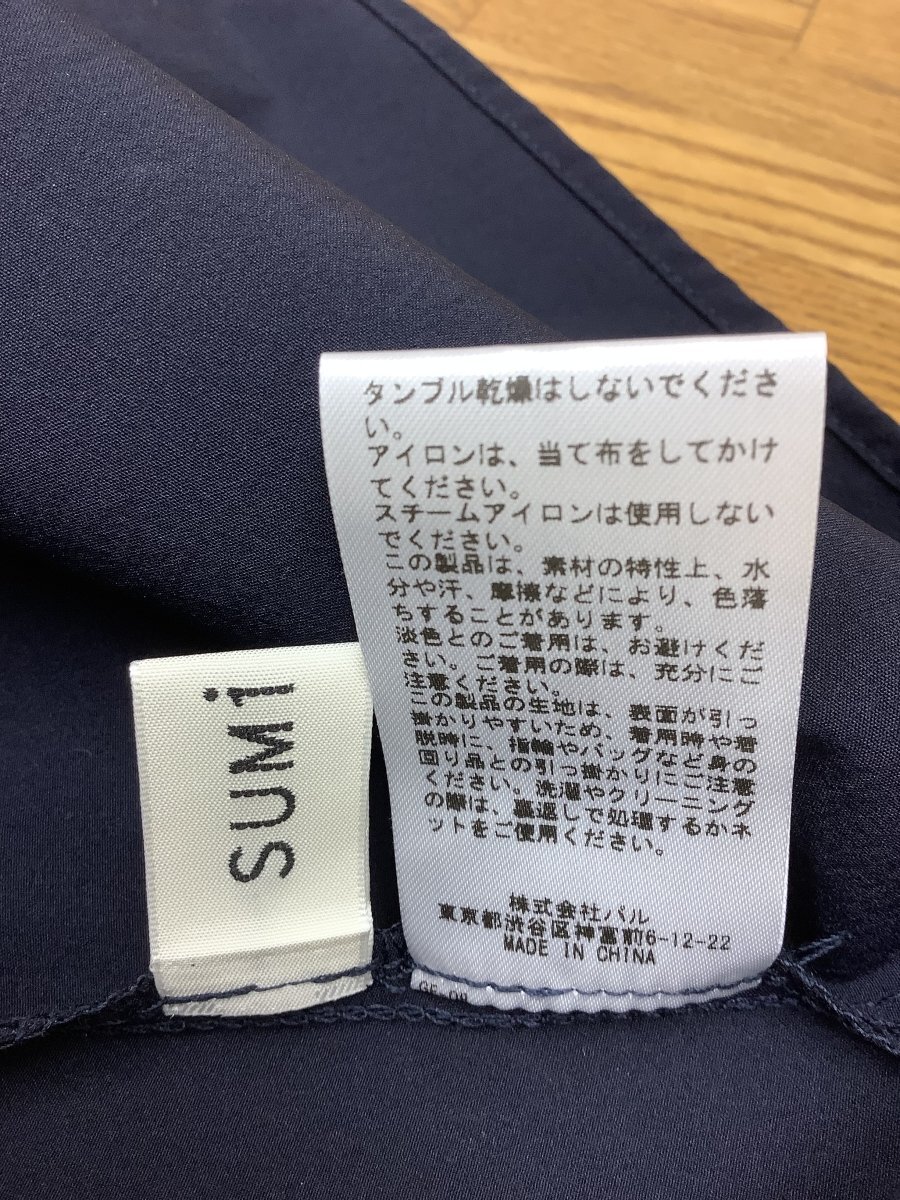 タンブル乾燥はしないでくださ
い。
アイロンは、当て布をしてかけ
てください。
スチームアイロンは使用しない
でください。
この製品は、素材の特性上、水
分や汗、摩擦などにより、色落
ちすることがあります。
淡色とのご着用は、お避けくだ
さい。ご着用の際は、充分にご
注意ください。
この製品の生地は、表面が引っ
掛かりやすいため、着用時や着
脱時に、指輪やバッグなど身の
回り品との引っ掛かりにご注意
ください。洗濯やクリーニング
の際は、裏返しで処理するかネ
ットをご使用ください。
株式会社パル
東京都渋谷区神宮前6-12-22
MADE IN CHINA
SUMi